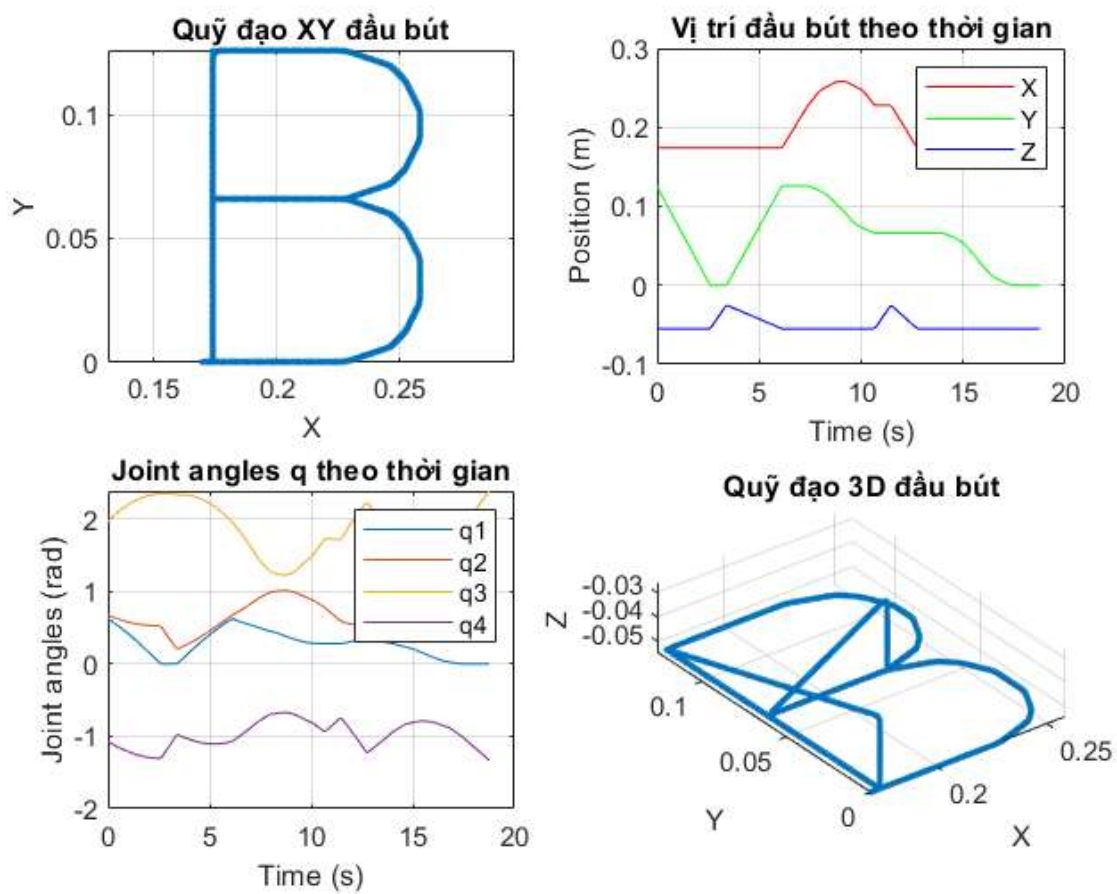 Quỹ đạo XY đầu bút
0.1
0.05
0
Y
0.15
0.2
0.25
X
Vị trí đầu bút theo thời gian
0.3
0.2
0.1
0
-0.1
Position (m)
X
Y
Z
0
5
10
15
20
Time (s)
Joint angles q theo thời gian
2
1
0
-1
-2
Joint angles (rad)
q1
q2
q3
q4
0
5
10
15
20
Time (s)
Quỹ đạo 3D đầu bút
-0.03
-0.04
-0.05
Z
0.1
0.05
0
Y
0.2
0.25
X